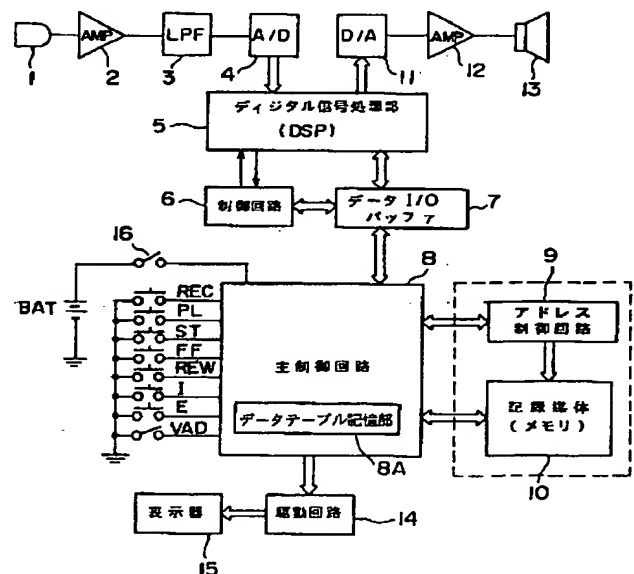 AMP
LPF
A/D
D/A
AMP
1
2
3
4
11
12
13
ディジタル信号処理部
(DSP)
5
6
制御回路
データ I/O
バッファ
7
16
8
9
BAT
REC
PL
ST
FF
REW
I
E
VAD
主制御回路
データテーブル記憶部
8A
アドレス
制御回路
記録媒体
(メモリ)
10
表示器
駆動回路
14
15